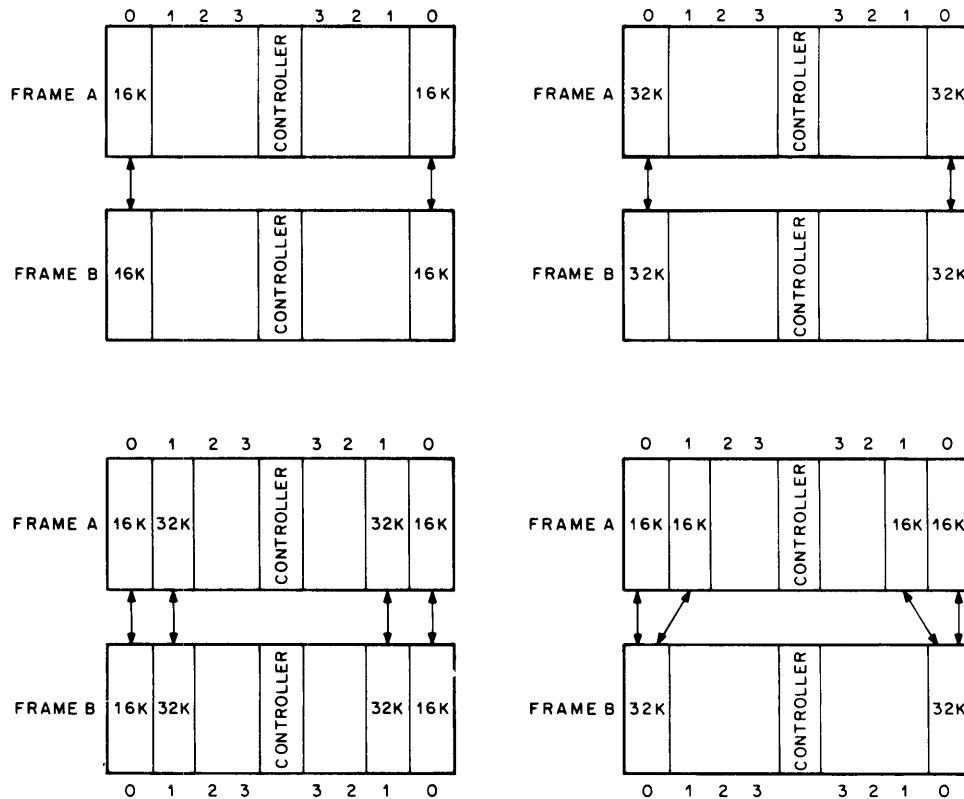 0 1 2 3 3 2 1 0
FRAME A 16K CONTROLLER 16K
FRAME B 16K CONTROLLER 16K
0 1 2 3 3 2 1 0
FRAME A 32K CONTROLLER 32K
FRAME B 32K CONTROLLER 32K
0 1 2 3 3 2 1 0
FRAME A 16K 32K CONTROLLER 32K 16K
FRAME B 16K 32K CONTROLLER 32K 16K
0 1 2 3 3 2 1 0
0 1 2 3 3 2 1 0
FRAME A 16K 16K CONTROLLER 16K 16K
FRAME B 32K CONTROLLER 32K
0 1 2 3 3 2 1 0